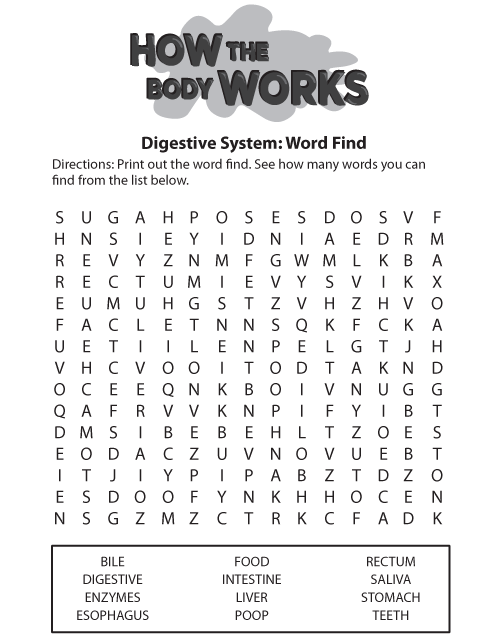 HOW THE
BODY WORKS
Digestive System: Word Find
Directions: Print out the word find. See how many words you can
find from the list below.
S U G A H P O S E S D O S V F
H N S I E Y I D N I A E D R M
R E V Y Z N M F G W M L K B A
R E C T U M I E V Y S V I K X
E U M U H G S T Z V H Z H V O
F A C L E T N N S Q K F C K A
U E T I I L E N P E L G T J H
V H C V O O I T O D T A K N D
O C E E Q N K B O I V N U G G
Q A F R V V K N P I F Y I B T
D M S I B E B E H L T Z O E S
E O D A C Z U V N O V U E B T
I T J I Y P I P A B Z T D Z O
E S D O O F Y N K H H O C E N
N S G Z M Z C T R K C F A D K
BILE FOOD RECTUM
DIGESTIVE INTESTINE SALIVA
ENZYMES LIVER STOMACH
ESOPHAGUS POOP TEETH